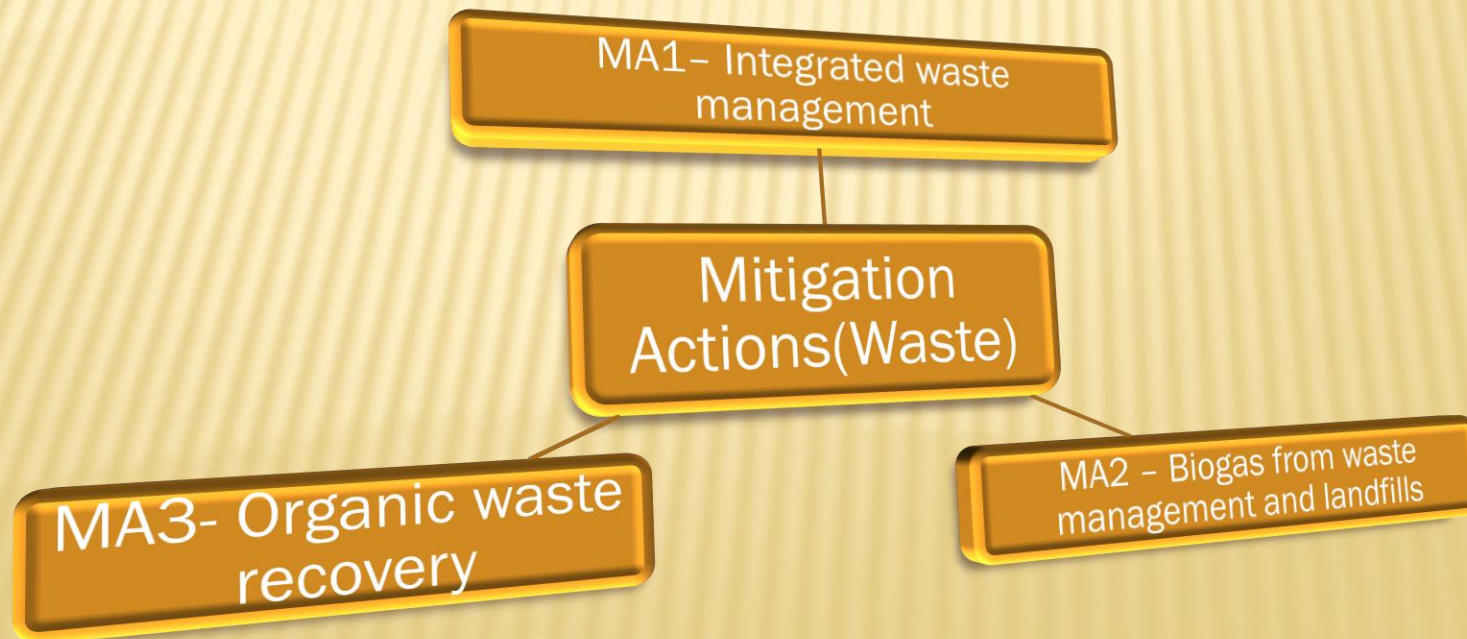 MA1– Integrated waste
management
Mitigation
Actions(Waste)
MA3- Organic waste
recovery
MA2 – Biogas from waste
management and landfills